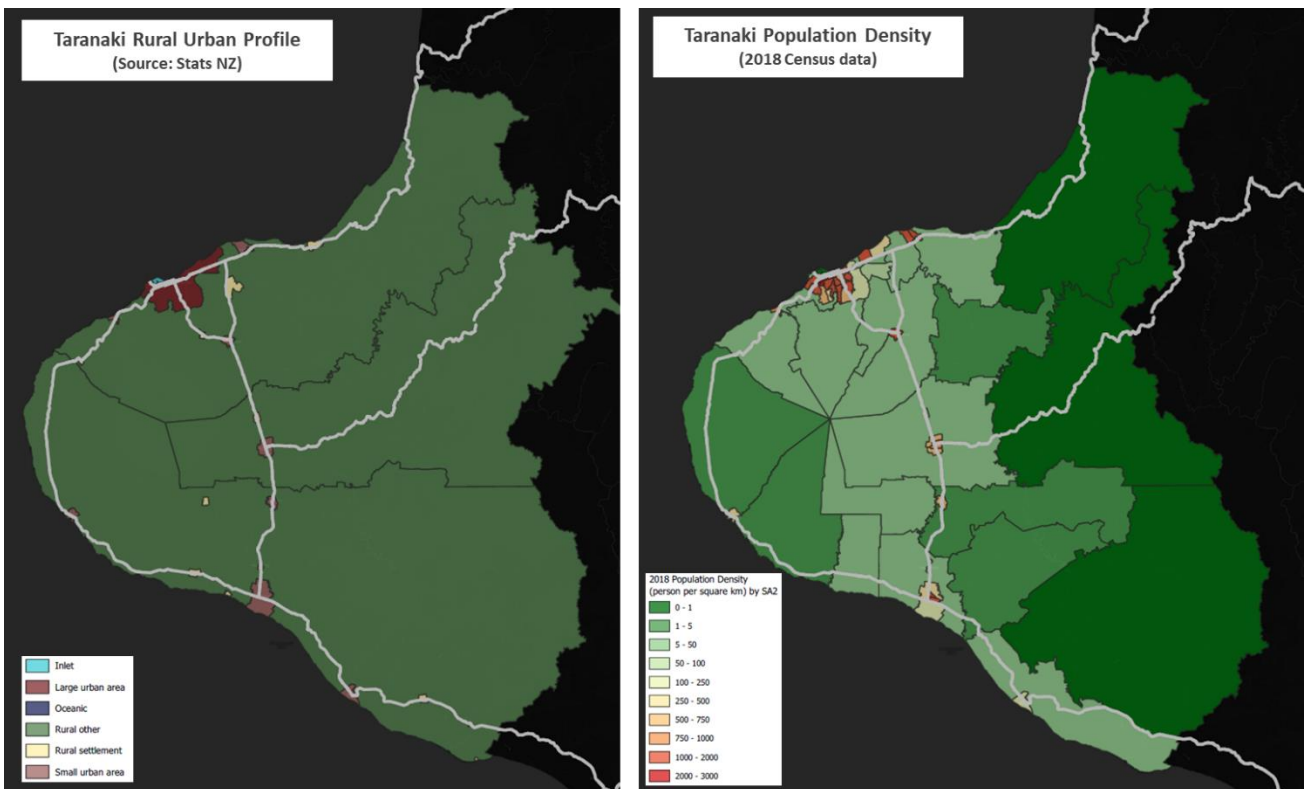 Taranaki Rural Urban Profile
(Source: Stats NZ)
Inlet
Large urban area
Oceanic
Rural other
Rural settlement
Small urban area
Taranaki Population Density
(2018 Census data)
2018 Population Density
(person per square km) by SA2
0 - 1
1 - 5
5 - 50
50 - 100
100 - 250
250 - 500
500 - 750
750 - 1000
1000 - 2000
2000 - 3000